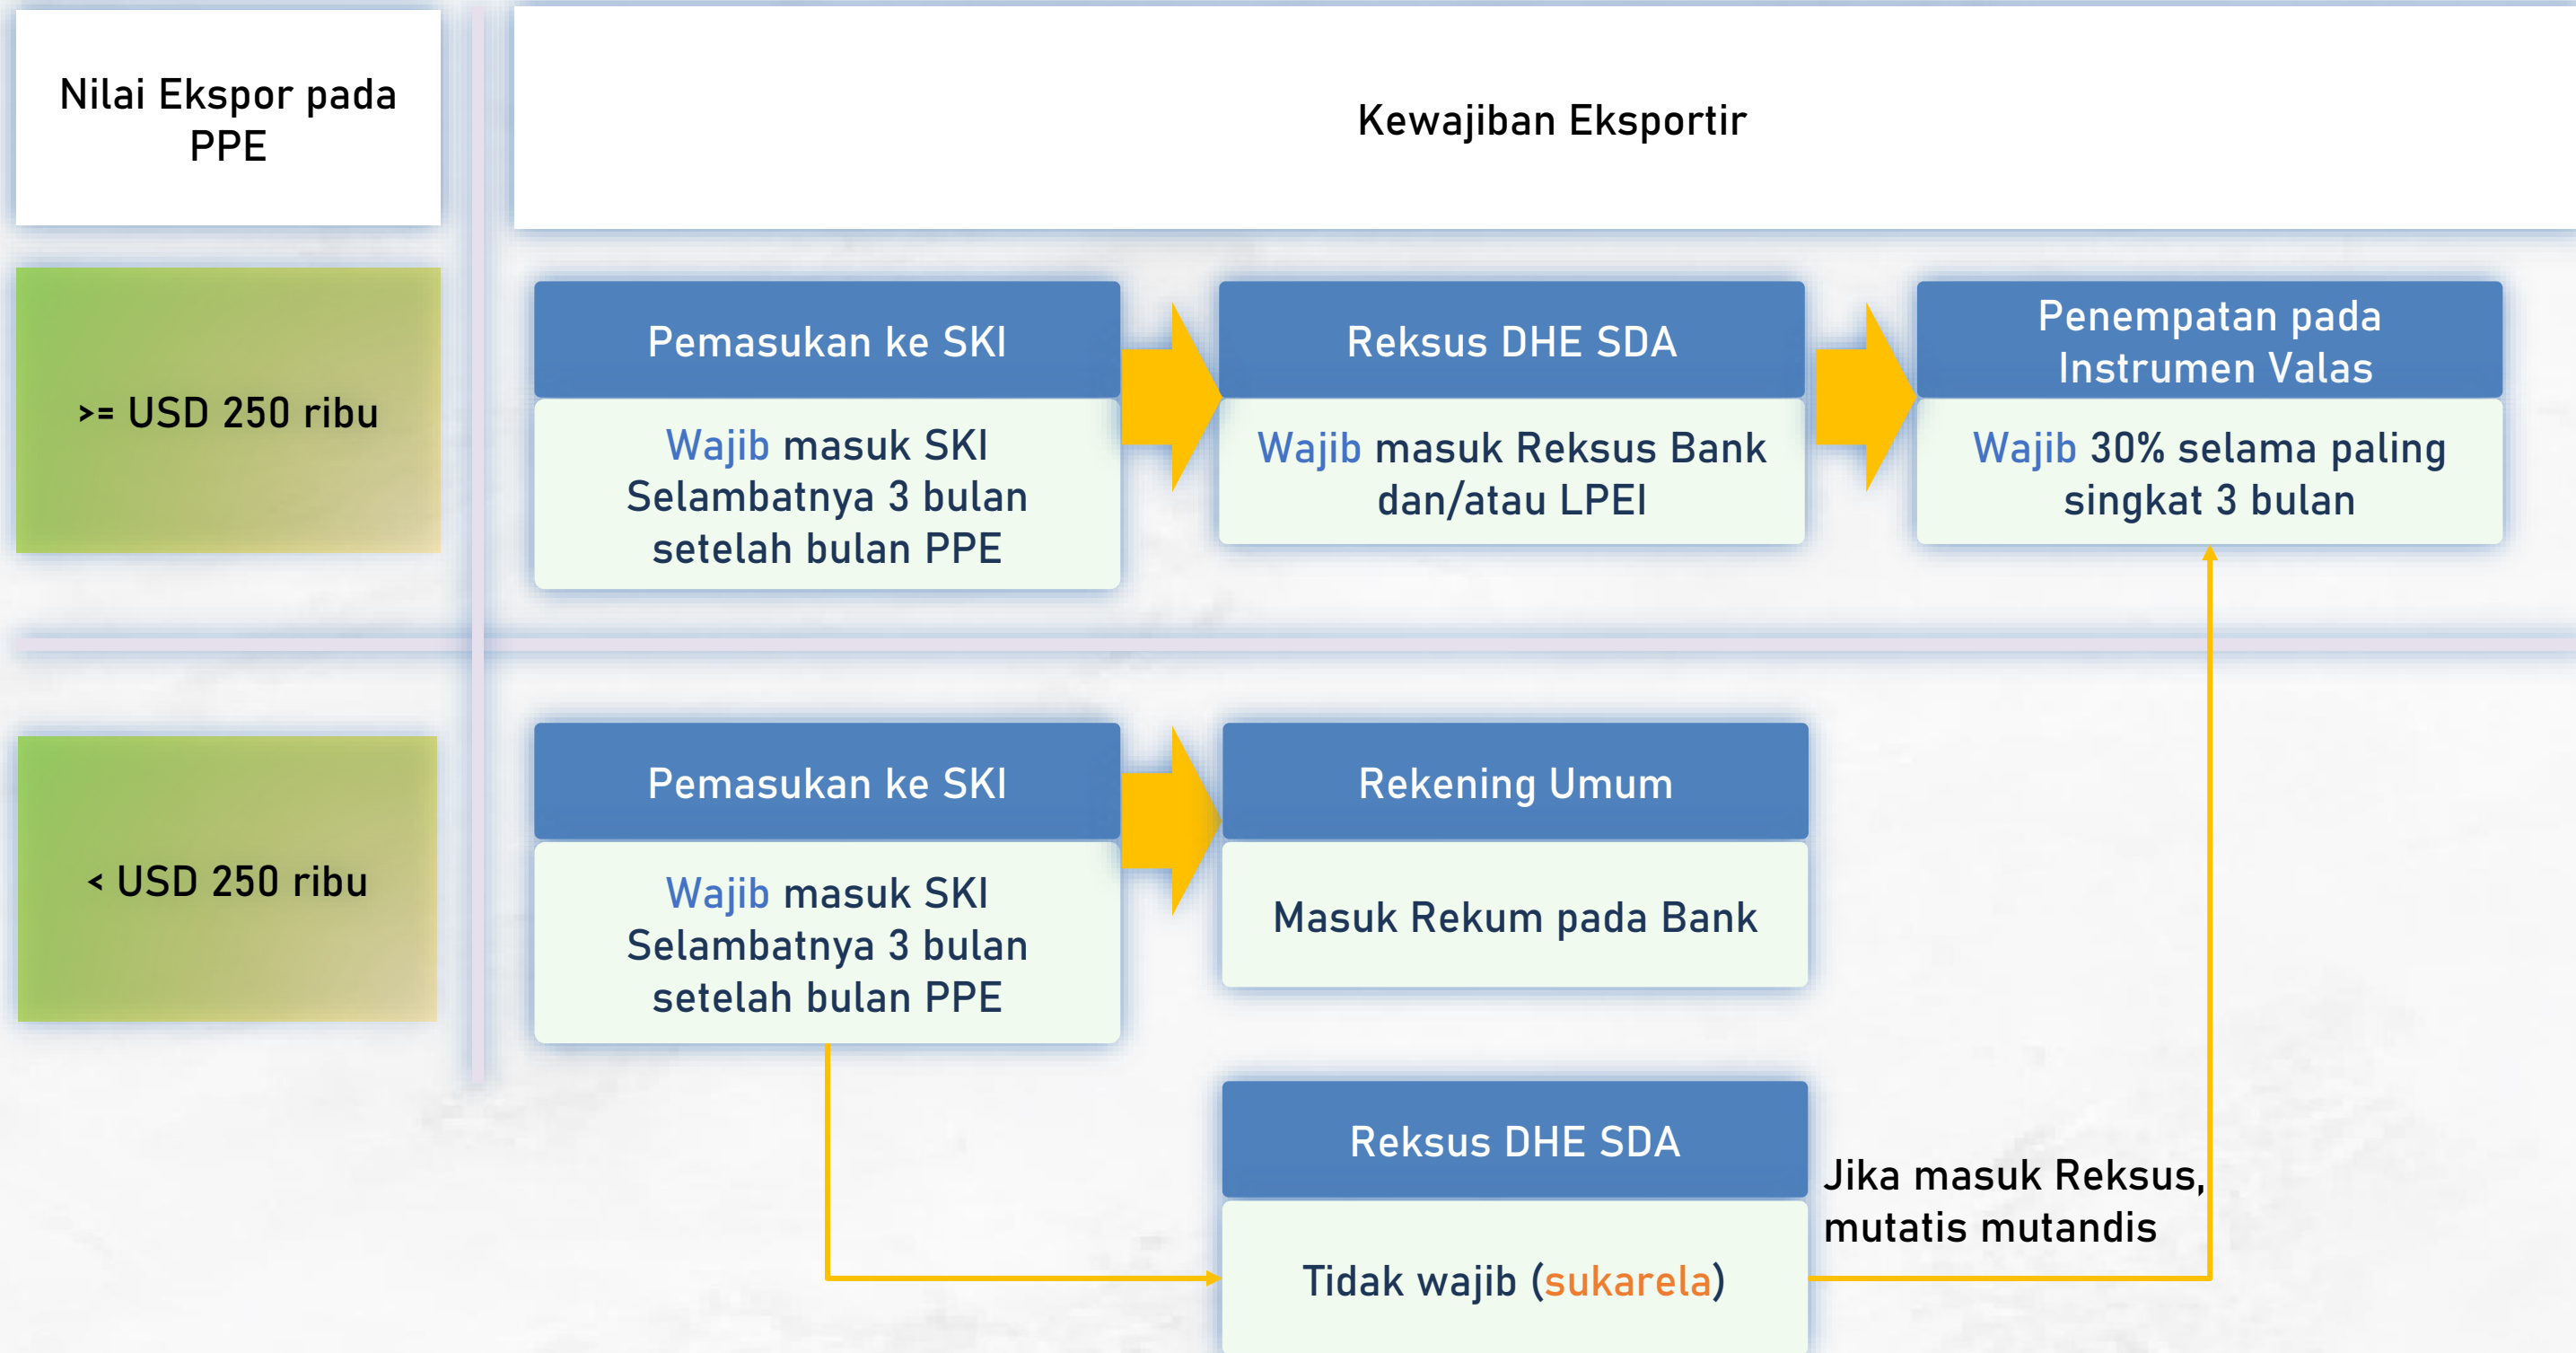 Nilai Ekspor pada
PPE
Kewajiban Eksportir
>= USD 250 ribu
Pemasukan ke SKI
Wajib masuk SKI
Selambatnya 3 bulan
setelah bulan PPE
Reksus DHE SDA
Wajib masuk Reksus Bank
dan/atau LPEI
Penempatan pada
Instrumen Valas
Wajib 30% selama paling
singkat 3 bulan
< USD 250 ribu
Pemasukan ke SKI
Wajib masuk SKI
Selambatnya 3 bulan
setelah bulan PPE
Rekening Umum
Masuk Rekum pada Bank
Reksus DHE SDA
Tidak wajib (sukarela)
Jika masuk Reksus,
mutatis mutandis